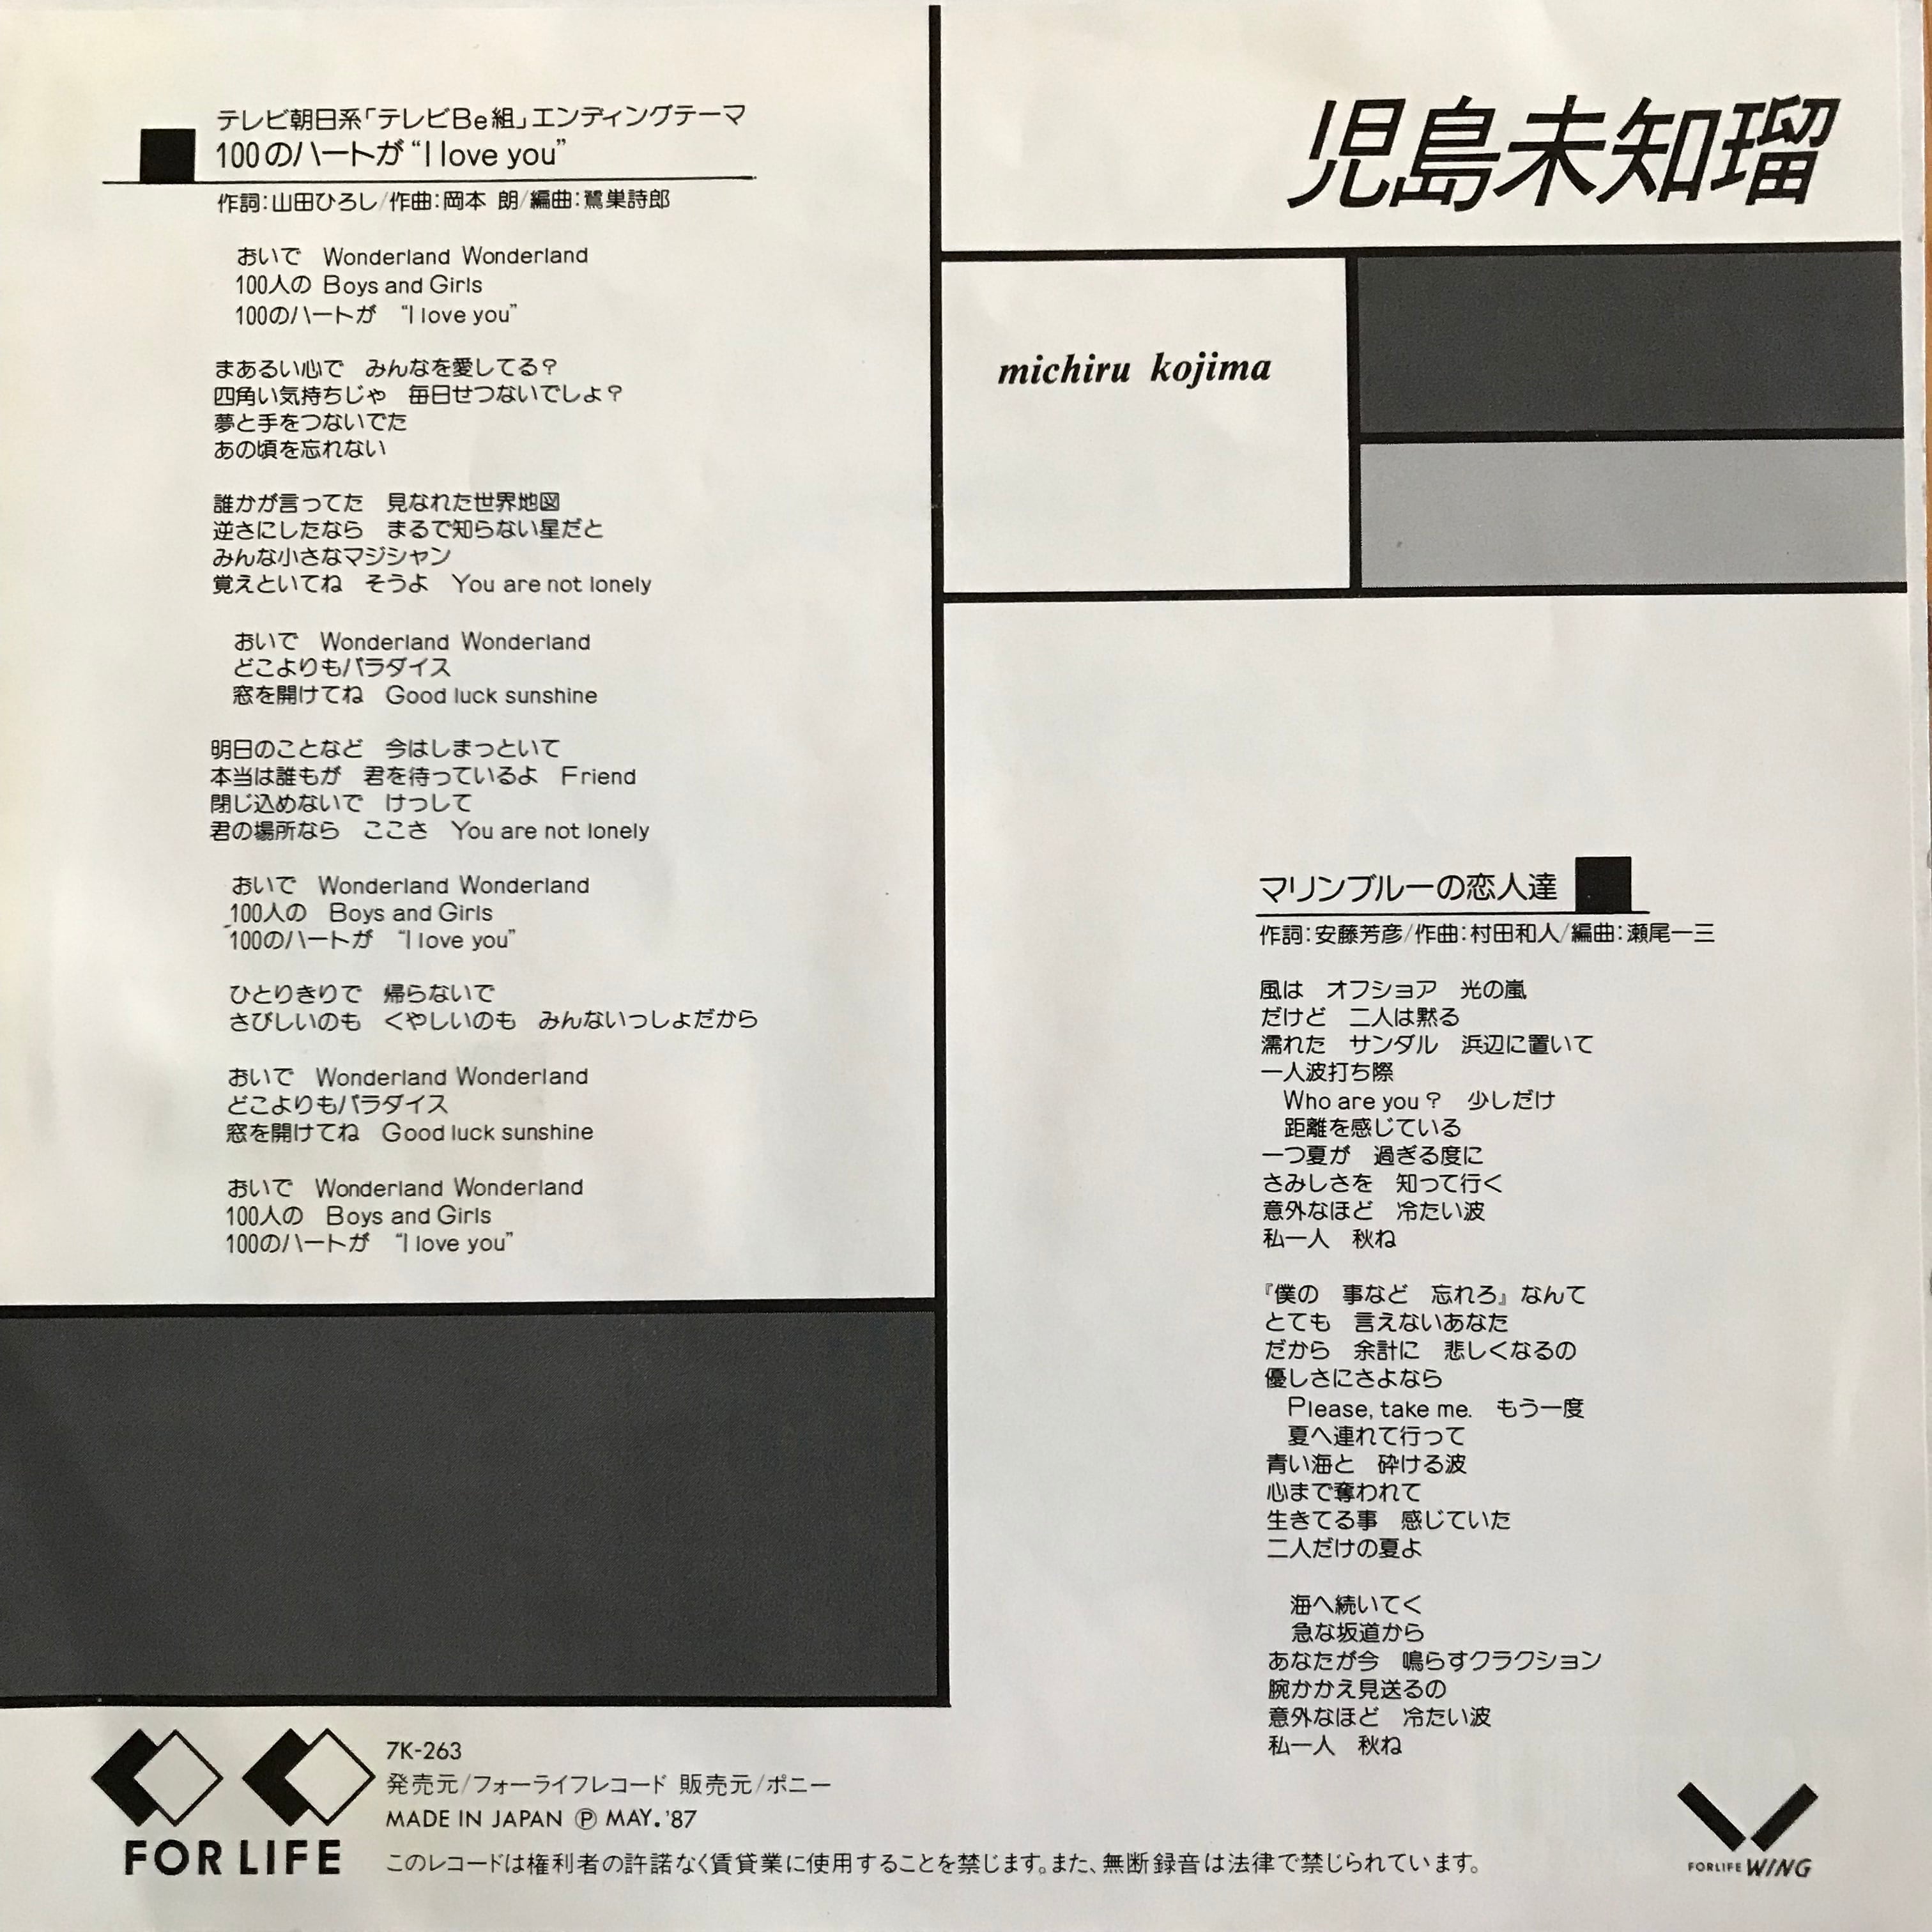 テレビ朝日系「テレビBe組」エンディングテーマ
100のハートが“I love you”
作詞:山田ひろし/作曲:岡本 朗/編曲:鷺巣詩郎
おいで　Wonderland Wonderland
100人の Boys and Girls
100のハートが　“I love you”
まあるい心で　みんなを愛してる?
四角い気持ちじゃ　毎日せつないでしょ?
夢と手をつないでた
あの頃を忘れない
誰かが言ってた　見なれた世界地図
逆さにしたなら　まるで知らない星だと
みんな小さなマジシャン
覚えといてね　そうよ　You are not lonely
おいで　Wonderland Wonderland
どこよりもパラダイス
窓を開けてね　Good luck sunshine
明日のことなど　今はしまっといて
本当は誰もが　君を待っているよ　Friend
閉じ込めないで　けっして
君の場所なら　ここさ　You are not lonely
おいで　Wonderland Wonderland
100人の　Boys and Girls
100のハートが　“I love you”
ひとりきりで　帰らないで
さびしいのも　くやしいのも　みんないっしょだから
おいで　Wonderland Wonderland
どこよりもパラダイス
窓を開けてね　Good luck sunshine
おいで　Wonderland Wonderland
100人の　Boys and Girls
100のハートが　“I love you”
児島未知瑠
michiru kojima
マリンブルーの恋人達
作詞:安藤芳彦/作曲:村田和人/編曲:瀬尾一三
風は　オフショア　光の嵐
だけど　二人は黙る
濡れた　サンダル　浜辺に置いて
一人波打ち際
Who are you?　少しだけ
距離を感じている
一つ夏が　過ぎる度に
さみしさを　知って行く
意外なほど　冷たい波
私一人　秋ね
『僕の　事など　忘れろ』なんて
とても　言えないあなた
だから　余計に　悲しくなるの
優しさにさよなら
Please, take me.　もう一度
夏へ連れて行って
青い海と　砕ける波
心まで奪われて
生きてる事　感じていた
二人だけの夏よ
海へ続いてく
急な坂道から
あなたが今　鳴らすクラクション
腕かかえ見送るの
意外なほど　冷たい波
私一人　秋ね
FOR LIFE
7K-263
発売元/フォーライフレコード 販売元/ポニー
MADE IN JAPAN Ⓟ MAY. '87
このレコードは権利者の許諾なく賃貸業に使用することを禁じます。また、無断録音は法律で禁じられています。
FORLIFE WING